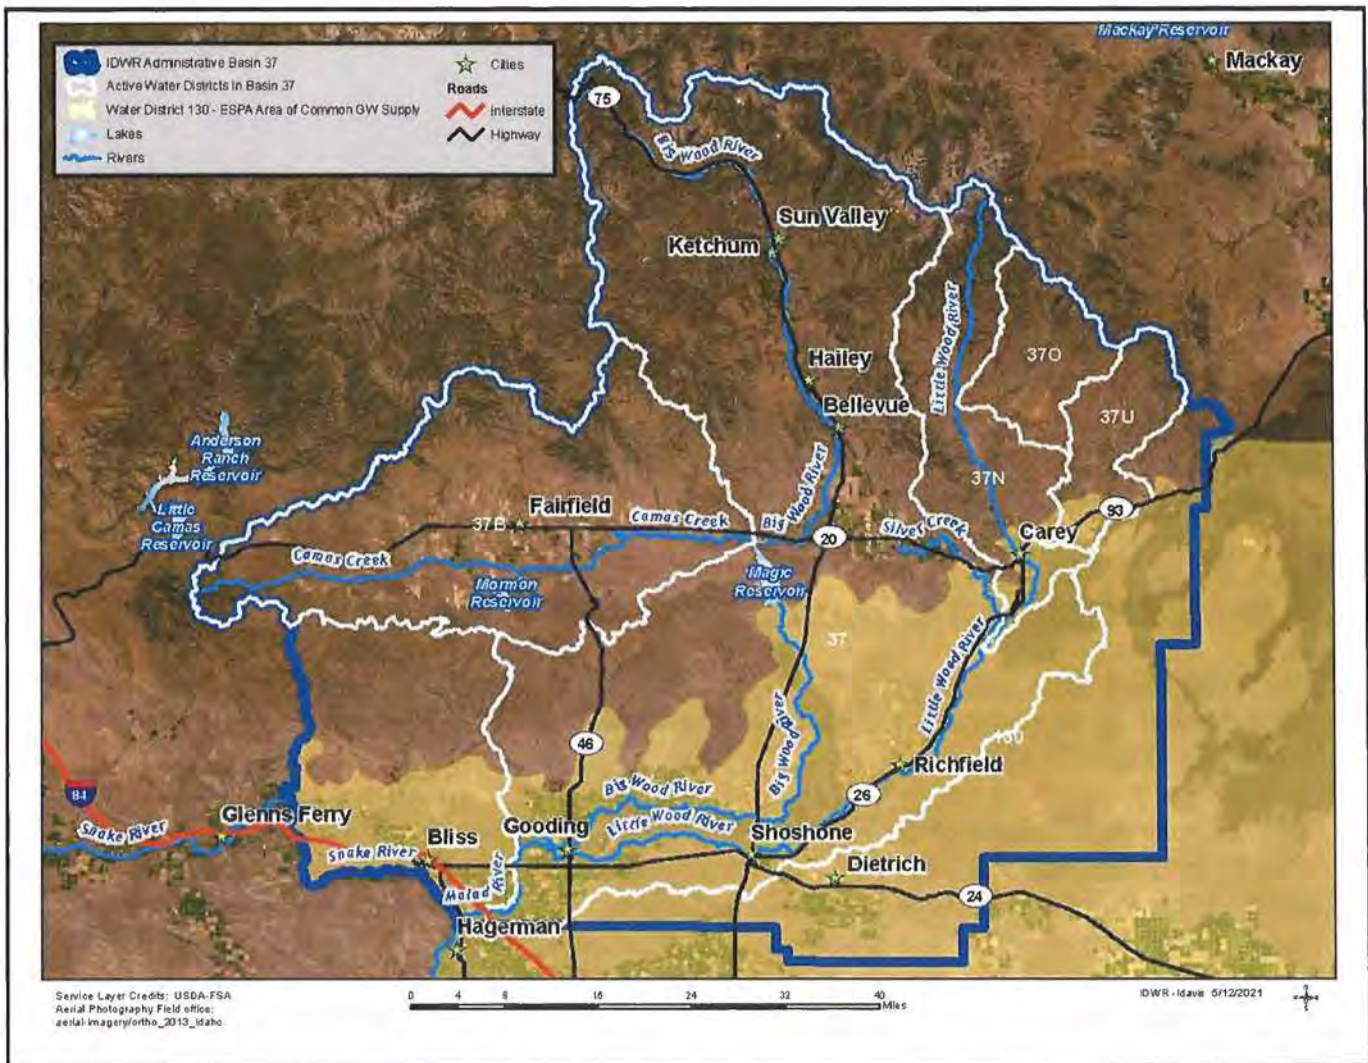 Mackay Reservoir
Mackay
IDWR Administrative Basin 37
Active Water Districts in Basin 37
Water District 130 - ESPA Area of Common GW Supply
Lakes
Rivers
Cities
Roads
Interstate
Highway
75
Big Wood River
Sun Valley
Ketchum
Little Wood River
Hailey
37O
Bellevue
37U
Anderson
Ranch
Reservoir
Big Wood River
37N
Little
Camas
Reservoir
Fairfield
37B
Camas Creek
93
20
Silver Creek
Carey
Camas Creek
Mormon
Reservoir
Magic
Reservoir
37
Little Wood River
46
Big Wood River
130
Richfield
84
Big Wood River
26
Glenns Ferry
Snake River
Gooding
Little Wood River
Shoshone
Bliss
Snake River
Dietrich
Malad River
24
Hagerman
Service Layer Credits: USDA-FSA
Aerial Photography Field office:
aerial-imagery/ortho_2013_idaho
0 4 8 16 24 32 40
Miles
IDWR - ldavis 5/12/2021